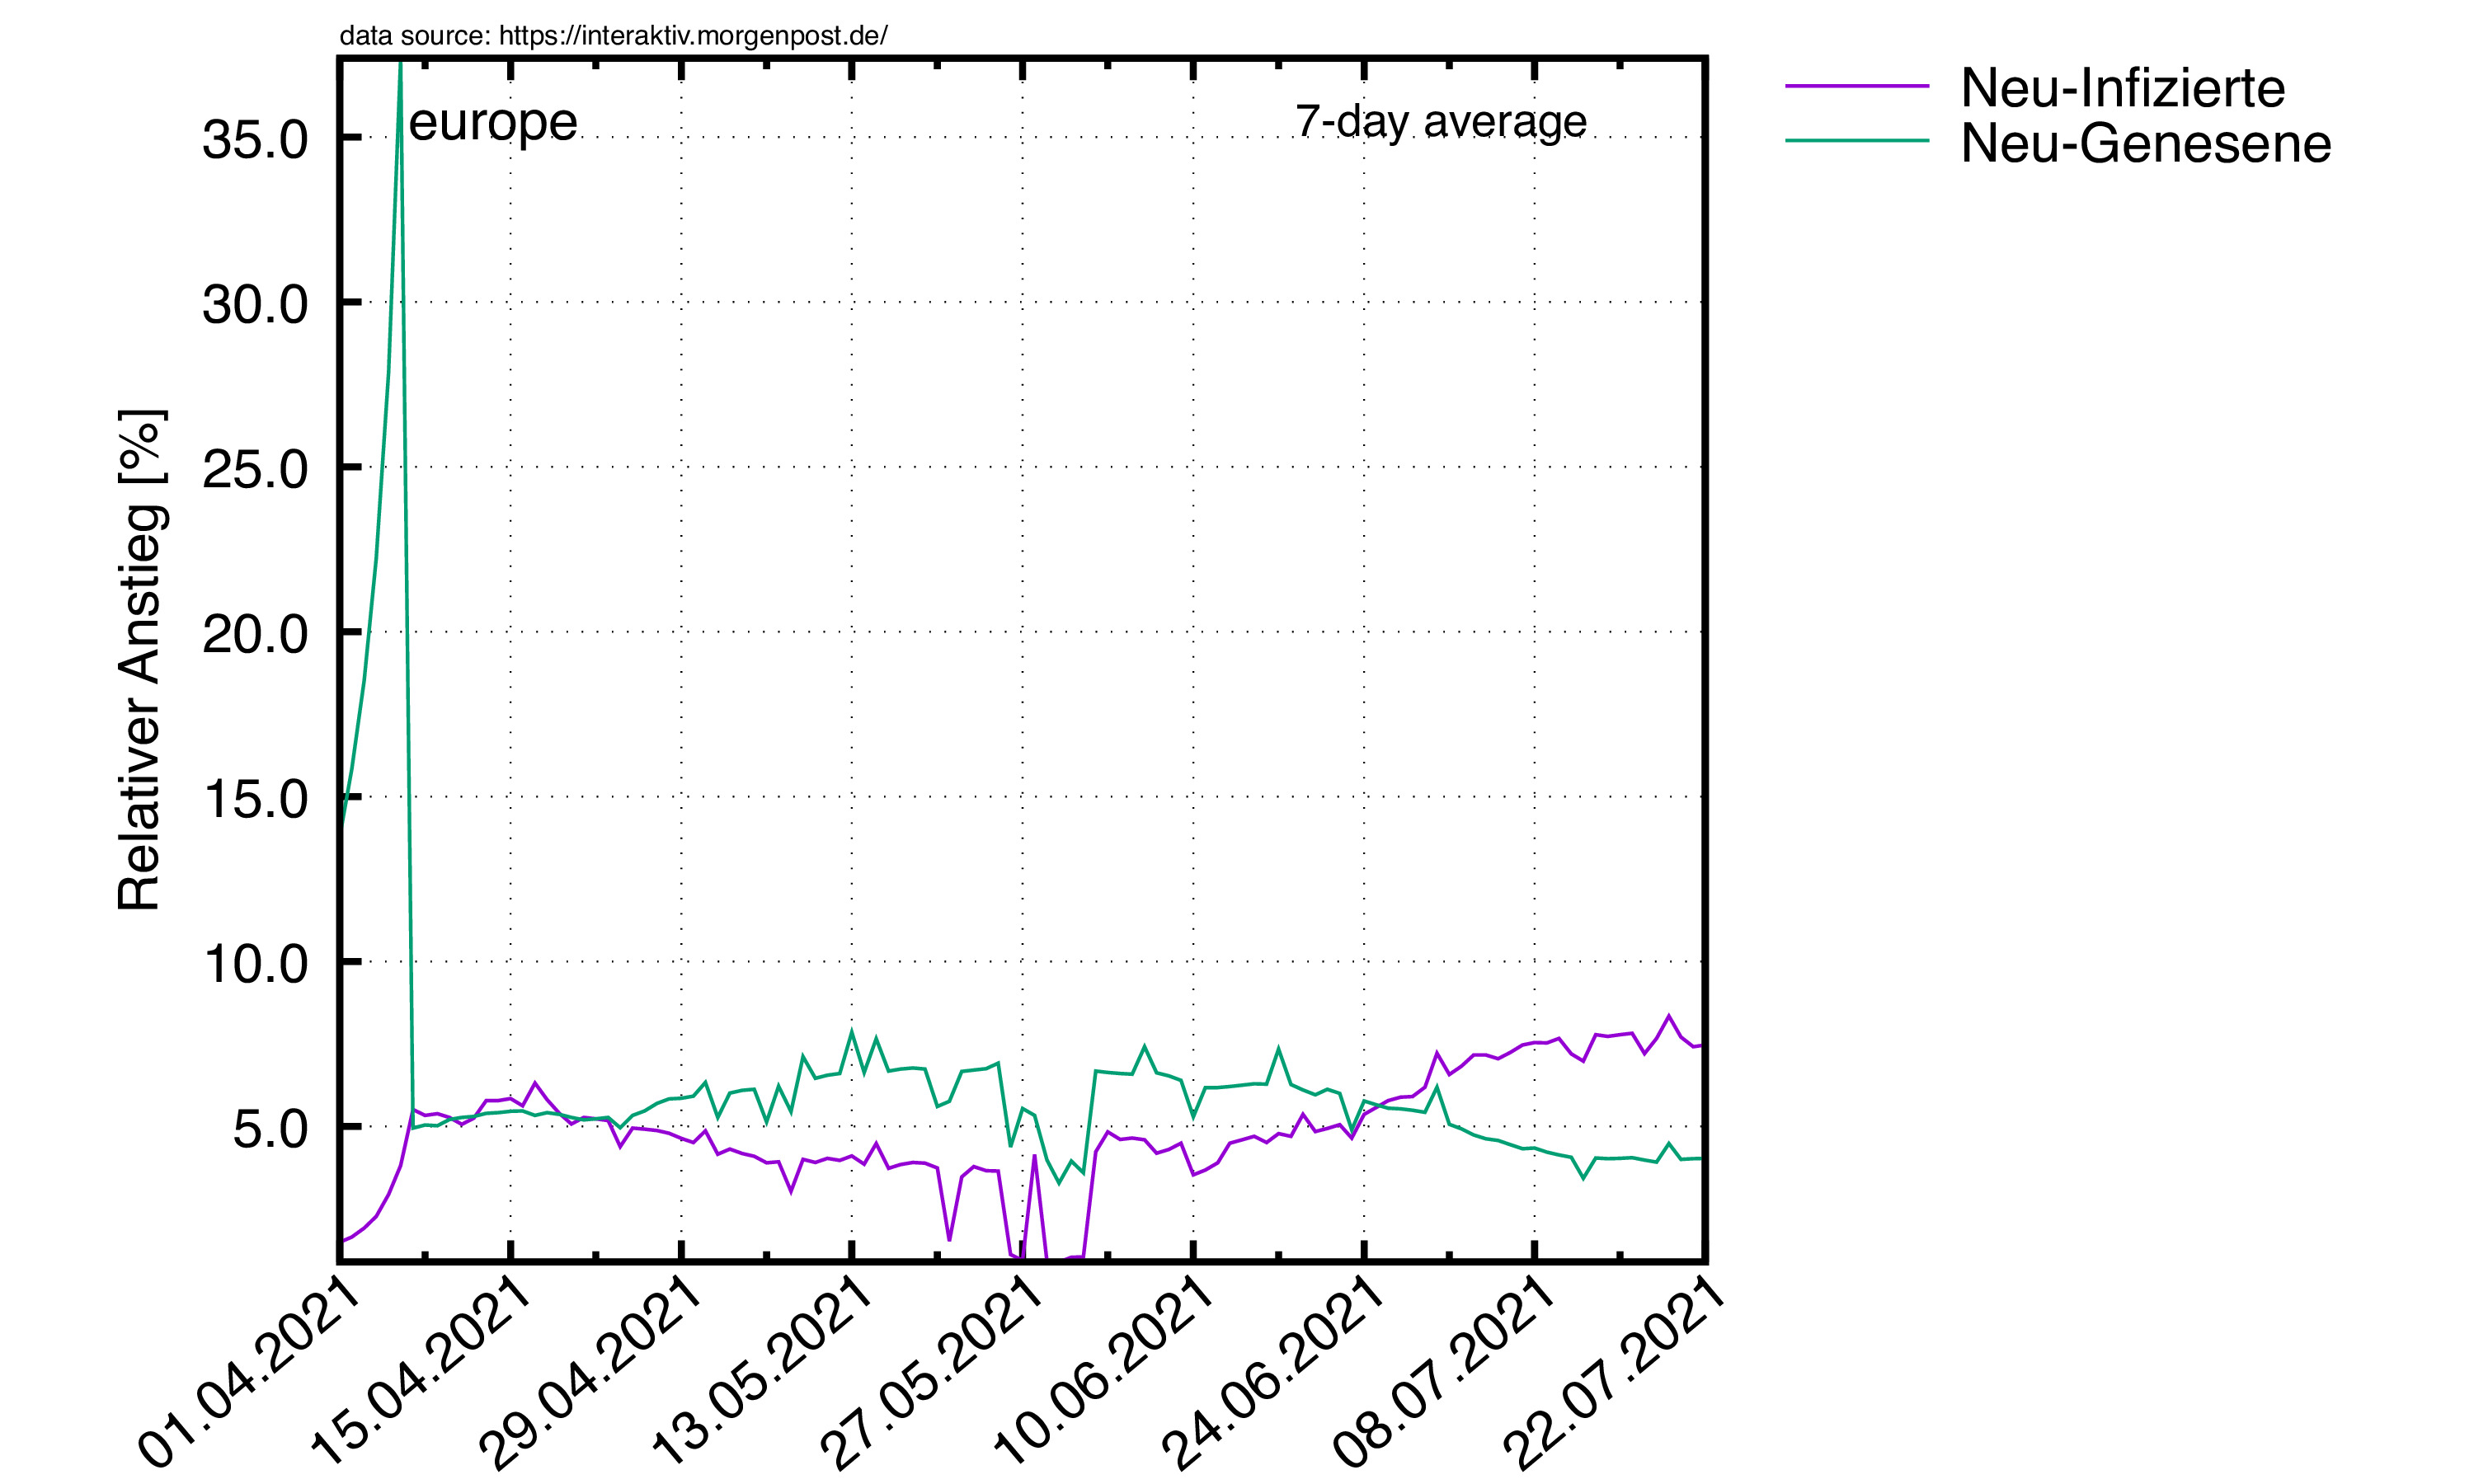 data source: https://interaktiv.morgenpost.de/
europe
7-day average
Neu-Infizierte
Neu-Genesene
Relativer Anstieg [%]
35.0
30.0
25.0
20.0
15.0
10.0
5.0
01.04.2021
15.04.2021
29.04.2021
13.05.2021
27.05.2021
10.06.2021
24.06.2021
08.07.2021
22.07.2021